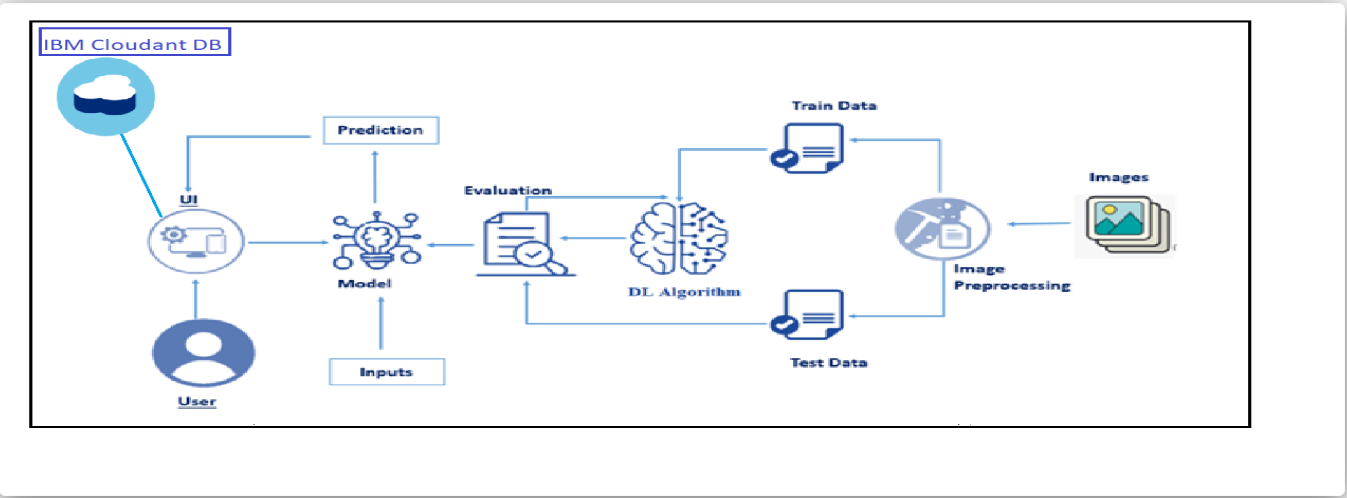 IBM Cloudant DB
Train Data
Prediction
Images
Evaluation
UI
Image
Preprocessing
Model
DL Algorithm
Test Data
Inputs
User